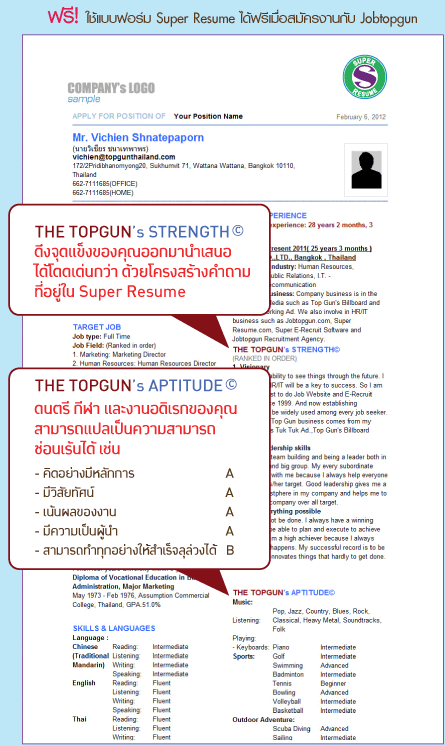 ฟรี! ใช้แบบฟอร์ม Super Resume ได้ฟรีเมื่อสมัครงานกับ Jobtopgun
SUPER
S
RESUME
COMPANY's LOGO
sample
APPLY FOR POSITION OF Your Position Name
February 6, 2012
Mr. Vichien Shnatepaporn
(นายวิเชียร ชนาเทพาพร)
vichien@topgunthailand.com
172/2Pridibhanomyong20, Sukhumvit 71, Wattana Wattana, Bangkok 10110,
Thailand
662-7111685(OFFICE)
662-7111685(HOME)
THE TOPGUN's STRENGTH©
ดึงจุดแข็งของคุณออกมานำเสนอ
ได้โดดเด่นกว่า ด้วยโครงสร้างคำถาม
ที่อยู่ใน Super Resume
TARGET JOB
Job type: Full Time
Job Field: (Ranked in order)
1. Marketing: Marketing Director
2. Human Resources: Human Resources Director
THE TOPGUN's APTITUDE©
ดนตรี กีฬา และงานอดิเรกของคุณ
สามารถแปลเป็นความสามารถ
ซ่อนเร้นได้ เช่น
- คิดอย่างมีหลักการ A
- มีวิสัยทัศน์ A
- เน้นผลของงาน A
- มีความเป็นผู้นำ A
- สามารถทำทุกอย่างให้สำเร็จลุล่วงได้ B
Diploma of Vocational Education in
Administration, Major Marketing
May 1973 - Feb 1976, Assumption Commercial
College, Thailand, GPA:51.0%
SKILLS & LANGUAGES
Language :
Chinese Reading: Intermediate
(Traditional Listening: Intermediate
Mandarin) Writing: Intermediate
Speaking: Intermediate
English Reading: Fluent
Listening: Fluent
Writing: Fluent
Speaking: Fluent
Thai Reading: Fluent
Listening: Fluent
Writing: Fluent
PERIENCE
experience: 28 years 2 months, 3
resent 2011( 25 years 3 months )
.,LTD., Bangkok , Thailand
ndustry: Human Resources,
ublic Relations, I.T. -
communication
usiness: Company business is in the
edia such as Top Gun's Billboard and
rking Ad. We also involve in HR/IT
business such as Jobtopgun.com, Super
Resume.com, Super E-Recruit Software and
Jobtopgun Recruitment Agency.
THE TOPGUN's STRENGTH©
(RANKED IN ORDER)
1. Visionary
bility to see things through the future. I
R/IT will be a key to success. So I am
st to do Job Website and E-Recruit
ce 1999. And now establishing
be widely used among every job seeker.
Top Gun business comes from my
s Tuk Tuk Ad.,Top Gun's Billboard
dership skills
team building and being a leader both in
nd big group. My every subordinate
with me because I always help everyone
s/her target. Good leadership gives me a
stphere in my company and helps me to
company over all target.
rything possible
ot be done. I always have a winning
be able to plan and execute to achieve
m a high achiever because I always
happens. My successful record is to be
innovates things that hardly to get done.
THE TOPGUN's APTITUDE©
Music:
Pop, Jazz, Country, Blues, Rock,
Listening: Classical, Heavy Metal, Soundtracks,
Folk
Playing:
- Keyboards: Piano Intermediate
Sports: Golf Intermediate
Swimming Advanced
Badminton Intermediate
Tennis Beginner
Bowling Advanced
Volleyball Intermediate
Basketball Intermediate
Outdoor Adventure:
Scuba Diving Advanced
Sailing Intermediate